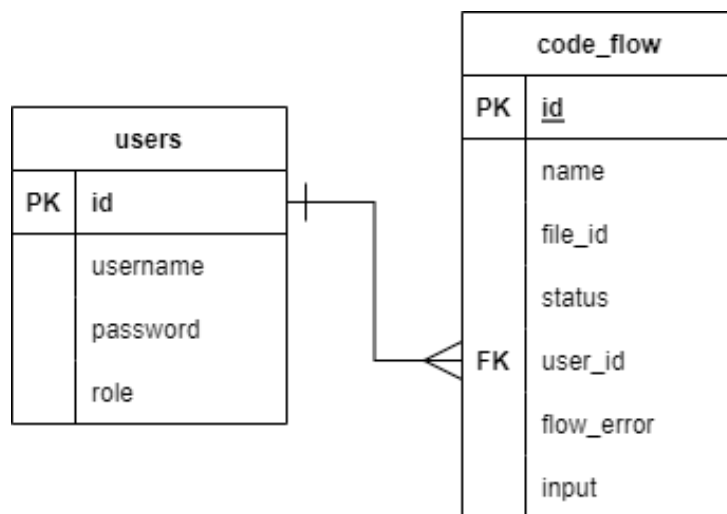 users
PK id
username
password
role
code_flow
PK id
name
file_id
status
FK user_id
flow_error
input